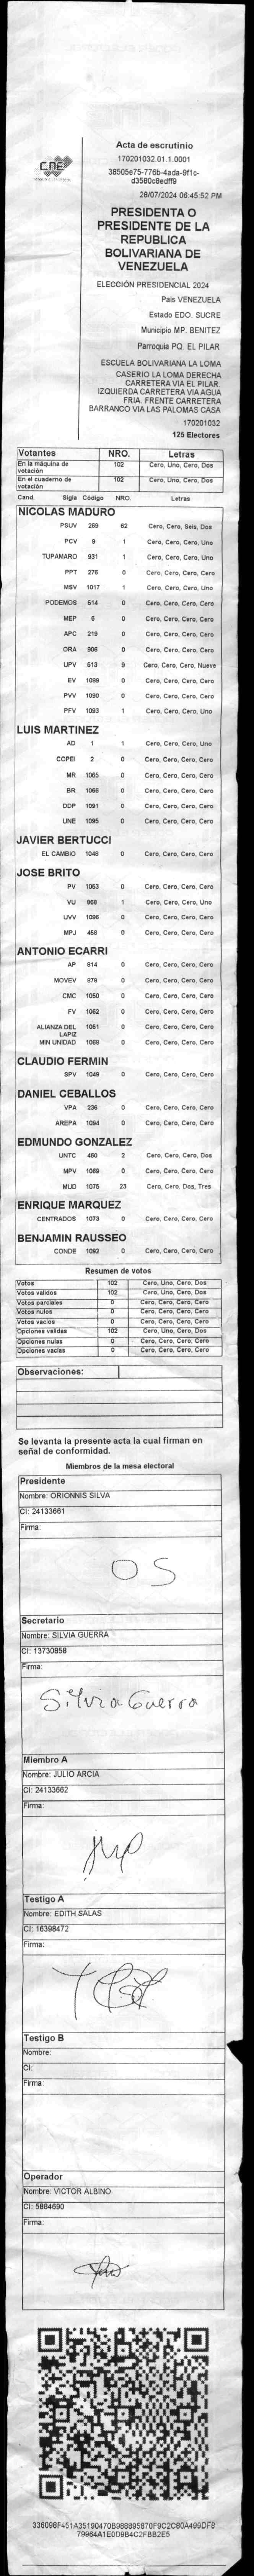 CNE
Acta de escrutinio
170201032.01.1.0001
38505e75-776b-4ada-9f1c-
d3580c8edff9
28/07/2024 06:45:52 PM
PRESIDENTA O
PRESIDENTE DE LA
REPUBLICA
BOLIVARIANA DE
VENEZUELA
ELECCIÓN PRESIDENCIAL 2024
País VENEZUELA
Estado EDO. SUCRE
Municipio MP. BENITEZ
Parroquia PQ. EL PILAR
ESCUELA BOLIVARIANA LA LOMA
CASERIO LA LOMA DERECHA
CARRETERA VIA EL PILAR.
IZQUIERDA CARRETERA VIA AGUA
FRIA. FRENTE CARRETERA
BARRANCO VIA LAS PALOMAS CASA
170201032
125 Electores
Votantes NRO. Letras
En la máquina de votación 102 Cero, Uno, Cero, Dos
En el cuaderno de votación 102 Cero, Uno, Cero, Dos
Cand. Sigla Código NRO. Letras
NICOLAS MADURO
PSUV 269 62 Cero, Cero, Seis, Dos
PCV 9 1 Cero, Cero, Cero, Uno
TUPAMARO 931 1 Cero, Cero, Cero, Uno
PPT 276 0 Cero, Cero, Cero, Cero
MSV 1017 1 Cero, Cero, Cero, Uno
PODEMOS 514 0 Cero, Cero, Cero, Cero
MEP 6 0 Cero, Cero, Cero, Cero
APC 219 0 Cero, Cero, Cero, Cero
ORA 906 0 Cero, Cero, Cero, Cero
UPV 513 9 Cero, Cero, Cero, Nueve
EV 1089 0 Cero, Cero, Cero, Cero
PVV 1090 0 Cero, Cero, Cero, Cero
PFV 1093 1 Cero, Cero, Cero, Uno
LUIS MARTINEZ
AD 1 1 Cero, Cero, Cero, Uno
COPEI 2 0 Cero, Cero, Cero, Cero
MR 1065 0 Cero, Cero, Cero, Cero
BR 1066 0 Cero, Cero, Cero, Cero
DDP 1091 0 Cero, Cero, Cero, Cero
UNE 1095 0 Cero, Cero, Cero, Cero
JAVIER BERTUCCI
EL CAMBIO 1048 0 Cero, Cero, Cero, Cero
JOSE BRITO
PV 1053 0 Cero, Cero, Cero, Cero
VU 968 1 Cero, Cero, Cero, Uno
UVV 1096 0 Cero, Cero, Cero, Cero
MPJ 458 0 Cero, Cero, Cero, Cero
ANTONIO ECARRI
AP 814 0 Cero, Cero, Cero, Cero
MOVEV 878 0 Cero, Cero, Cero, Cero
CMC 1050 0 Cero, Cero, Cero, Cero
FV 1062 0 Cero, Cero, Cero, Cero
ALIANZA DEL LAPIZ 1051 0 Cero, Cero, Cero, Cero
MIN UNIDAD 1068 0 Cero, Cero, Cero, Cero
CLAUDIO FERMIN
SPV 1049 0 Cero, Cero, Cero, Cero
DANIEL CEBALLOS
VPA 236 0 Cero, Cero, Cero, Cero
AREPA 1094 0 Cero, Cero, Cero, Cero
EDMUNDO GONZALEZ
UNTC 460 2 Cero, Cero, Cero, Dos
MPV 1069 0 Cero, Cero, Cero, Cero
MUD 1075 23 Cero, Cero, Dos, Tres
ENRIQUE MARQUEZ
CENTRADOS 1073 0 Cero, Cero, Cero, Cero
BENJAMIN RAUSSEO
CONDE 1092 0 Cero, Cero, Cero, Cero
Resumen de votos
Votos 102 Cero, Uno, Cero, Dos
Votos validos 102 Cero, Uno, Cero, Dos
Votos parciales 0 Cero, Cero, Cero, Cero
Votos nulos 0 Cero, Cero, Cero, Cero
Votos vacíos 0 Cero, Cero, Cero, Cero
Opciones validas 102 Cero, Uno, Cero, Dos
Opciones nulas 0 Cero, Cero, Cero, Cero
Opciones vacías 0 Cero, Cero, Cero, Cero
Observaciones:
Se levanta la presente acta la cual firman en
señal de conformidad.
Miembros de la mesa electoral
Presidente
Nombre: ORIONNIS SILVA
CI: 24133661
Firma:
OS
Secretario
Nombre: SILVIA GUERRA
CI: 13730858
Firma:
Silvia Guerra
Miembro A
Nombre: JULIO ARCIA
CI: 24133662
Firma:
Testigo A
Nombre: EDITH SALAS
CI: 16398472
Firma:
Testigo B
Nombre:
CI:
Firma:
Operador
Nombre: VICTOR ALBINO
CI: 5884690
Firma:
336098F451A35190470B988895870F9C2C80A499DFB
79964A1E0D9B4C2FBB2E5